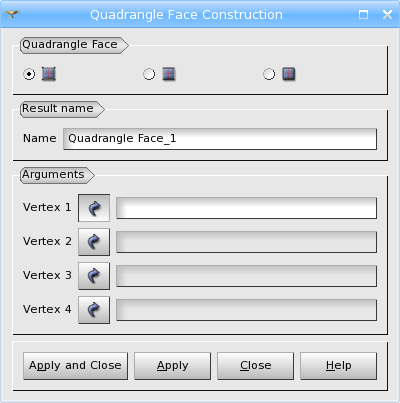 Quadrangle Face Construction
Quadrangle Face
Result name
Name Quadrangle Face_1
Arguments
Vertex 1
Vertex 2
Vertex 3
Vertex 4
Apply and Close Apply Close Help